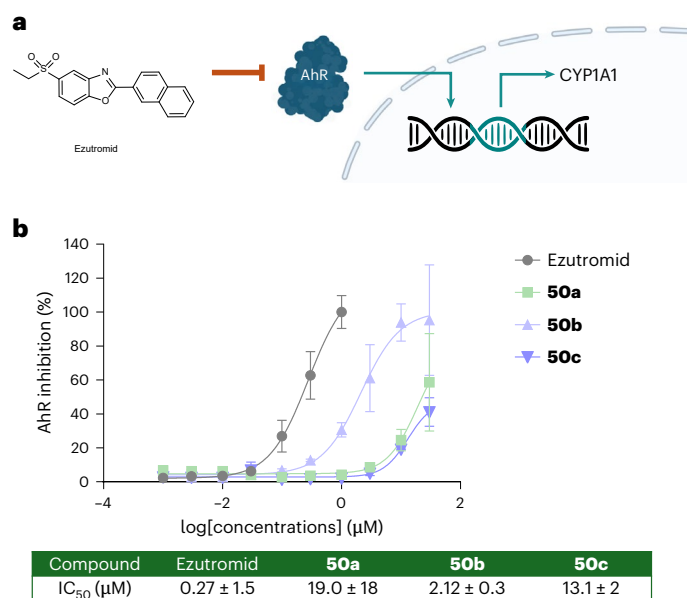 a
O O
S
N
O
Ezutromid
AhR
CYP1A1
b
140
120
100
80
60
40
20
0
AhR inhibition (%)
−4 −2 0 2
log[concentrations] (μM)
Ezutromid
50a
50b
50c
Compound Ezutromid 50a 50b 50c
IC50 (μM) 0.27 ± 1.5 19.0 ± 18 2.12 ± 0.3 13.1 ± 2